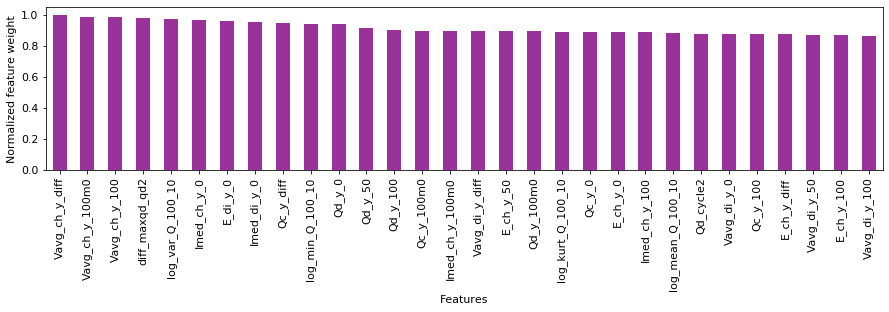 Normalized feature weight
1.0
0.8
0.6
0.4
0.2
0.0
Vavg_ch_y_diff
Vavg_ch_y_100m0
Vavg_ch_y_100
diff_maxqd_qd2
log_var_Q_100_10
Imed_ch_y_0
E_di_y_0
Imed_di_y_0
Qc_y_diff
log_min_Q_100_10
Qd_y_0
Qd_y_50
Qd_y_100
Qc_y_100m0
Imed_ch_y_100m0
Vavg_di_y_diff
E_ch_y_50
Qd_y_100m0
log_kurt_Q_100_10
Qc_y_0
E_ch_y_0
Imed_ch_y_100
log_mean_Q_100_10
Qd_cycle2
Vavg_di_y_0
Qc_y_100
E_ch_y_diff
Vavg_di_y_50
E_ch_y_100
Vavg_di_y_100
Features